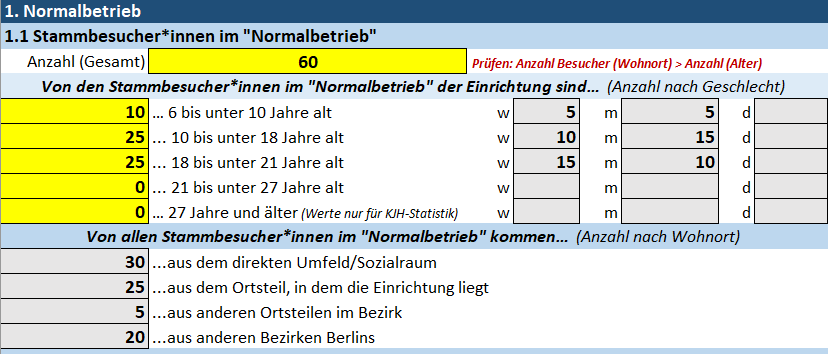 1. Normalbetrieb
1.1 Stammbesucher*innen im "Normalbetrieb"
Anzahl (Gesamt) 60 Prüfen: Anzahl Besucher (Wohnort) > Anzahl (Alter)
Von den Stammbesucher*innen im "Normalbetrieb" der Einrichtung sind... (Anzahl nach Geschlecht)
10 ... 6 bis unter 10 Jahre alt w 5 m 5 d
25 ... 10 bis unter 18 Jahre alt w 10 m 15 d
25 ... 18 bis unter 21 Jahre alt w 15 m 10 d
0 ... 21 bis unter 27 Jahre alt w m d
0 ... 27 Jahre und älter (Werte nur für KJH-Statistik) w m d
Von allen Stammbesucher*innen im "Normalbetrieb" kommen... (Anzahl nach Wohnort)
30 ...aus dem direkten Umfeld/Sozialraum
25 ...aus dem Ortsteil, in dem die Einrichtung liegt
5 ...aus anderen Ortsteilen im Bezirk
20 ...aus anderen Bezirken Berlins